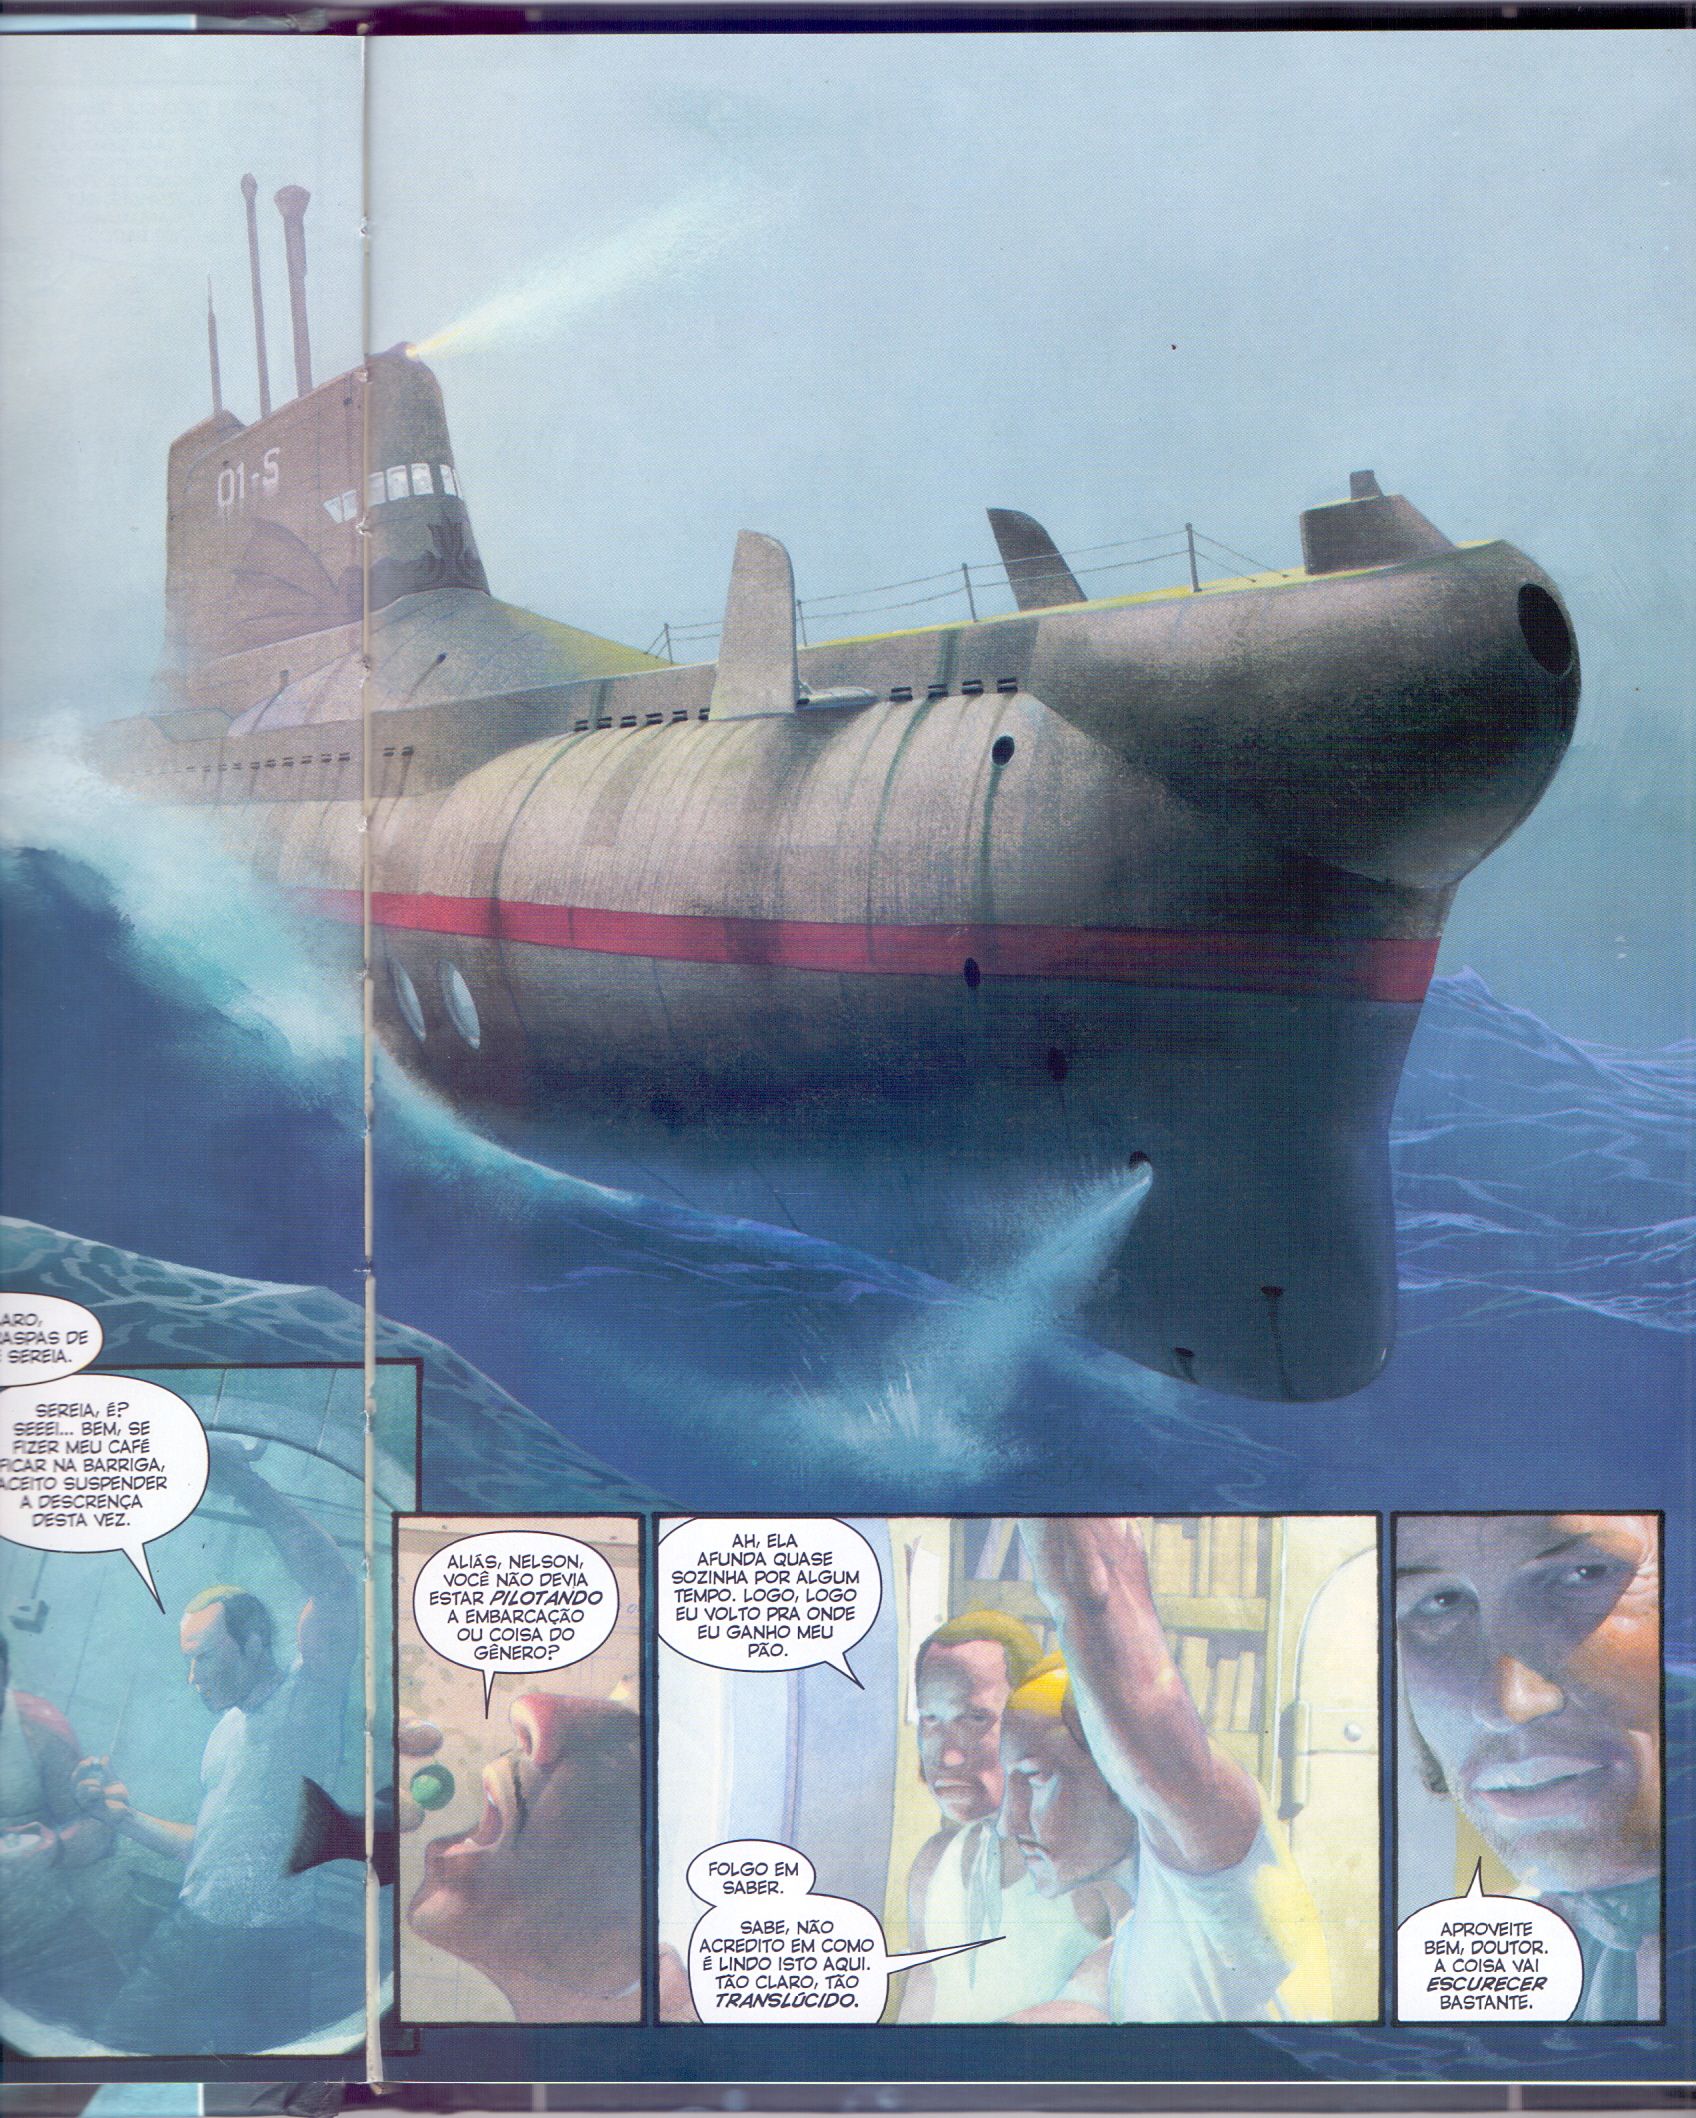 01-S
ASPAS DE
SEREIA.
SEREIA, É?
SEEEI... BEM, SE
FIZER MEU CAFÉ
FICAR NA BARRIGA,
ACEITO SUSPENDER
A DESCRENÇA
DESTA VEZ.
ALIÁS, NELSON,
VOCÊ NÃO DEVIA
ESTAR PILOTANDO
A EMBARCAÇÃO
OU COISA DO
GÊNERO?
AH, ELA
AFUNDA QUASE
SOZINHA POR ALGUM
TEMPO. LOGO, LOGO
EU VOLTO PRA ONDE
EU GANHO MEU
PÃO.
FOLGO EM
SABER.
SABE, NÃO
ACREDITO EM COMO
É LINDO ISTO AQUI.
TÃO CLARO, TÃO
TRANSLÚCIDO.
APROVEITE
BEM, DOUTOR.
A COISA VAI
ESCURECER
BASTANTE.